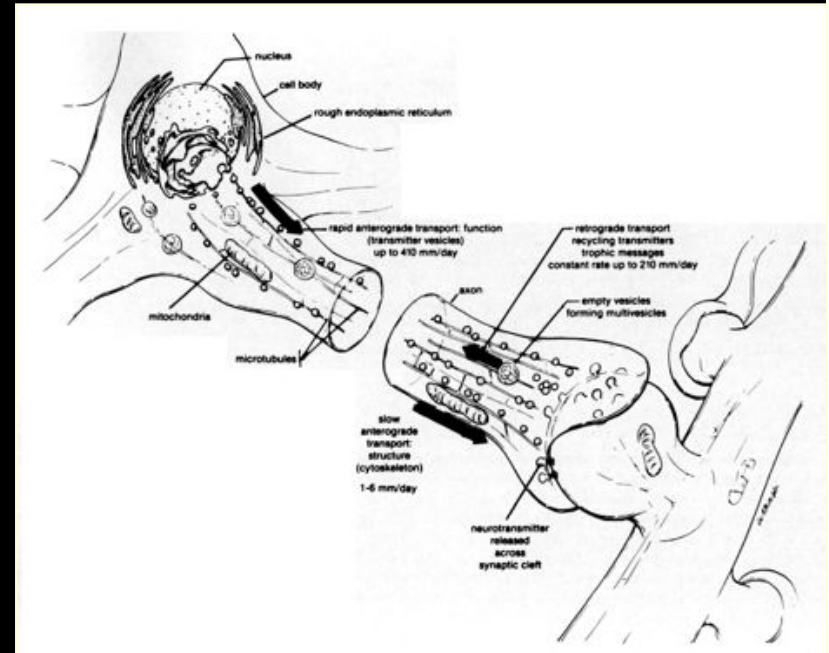 nucleus
cell body
rough endoplasmic reticulum
rapid anterograde transport: function
(transmitter vesicles)
up to 410 mm/day
mitochondria
microtubules
retrograde transport
recycling transmitters
trophic messages
constant rate up to 210 mm/day
axon
empty vesicles
forming multivesicles
slow
anterograde
transport:
structure
(cytoskeleton)
1-6 mm/day
neurotransmitter
released
across
synaptic cleft